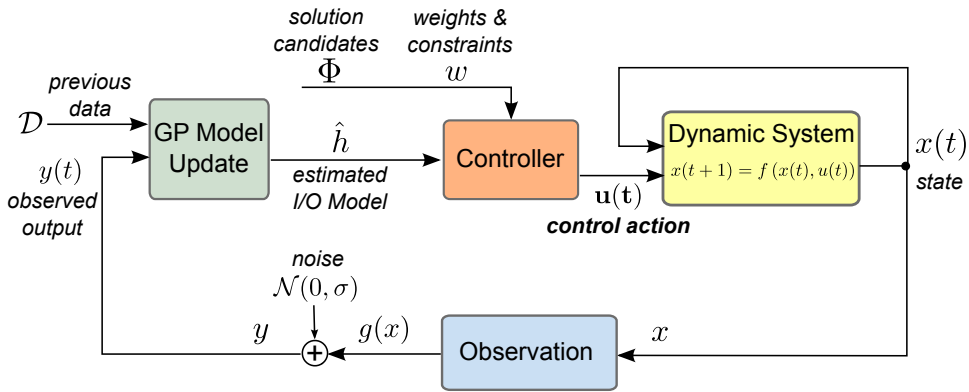 solution candidates
Φ
weights & constraints
w
previous data
𝒟
GP Model Update
ĥ
estimated I/O Model
Controller
Dynamic System
x(t+1) = f (x(t), u(t))
x(t)
state
y(t)
observed output
u(t)
control action
noise
𝒩(0, σ)
y
+
g(x)
Observation
x